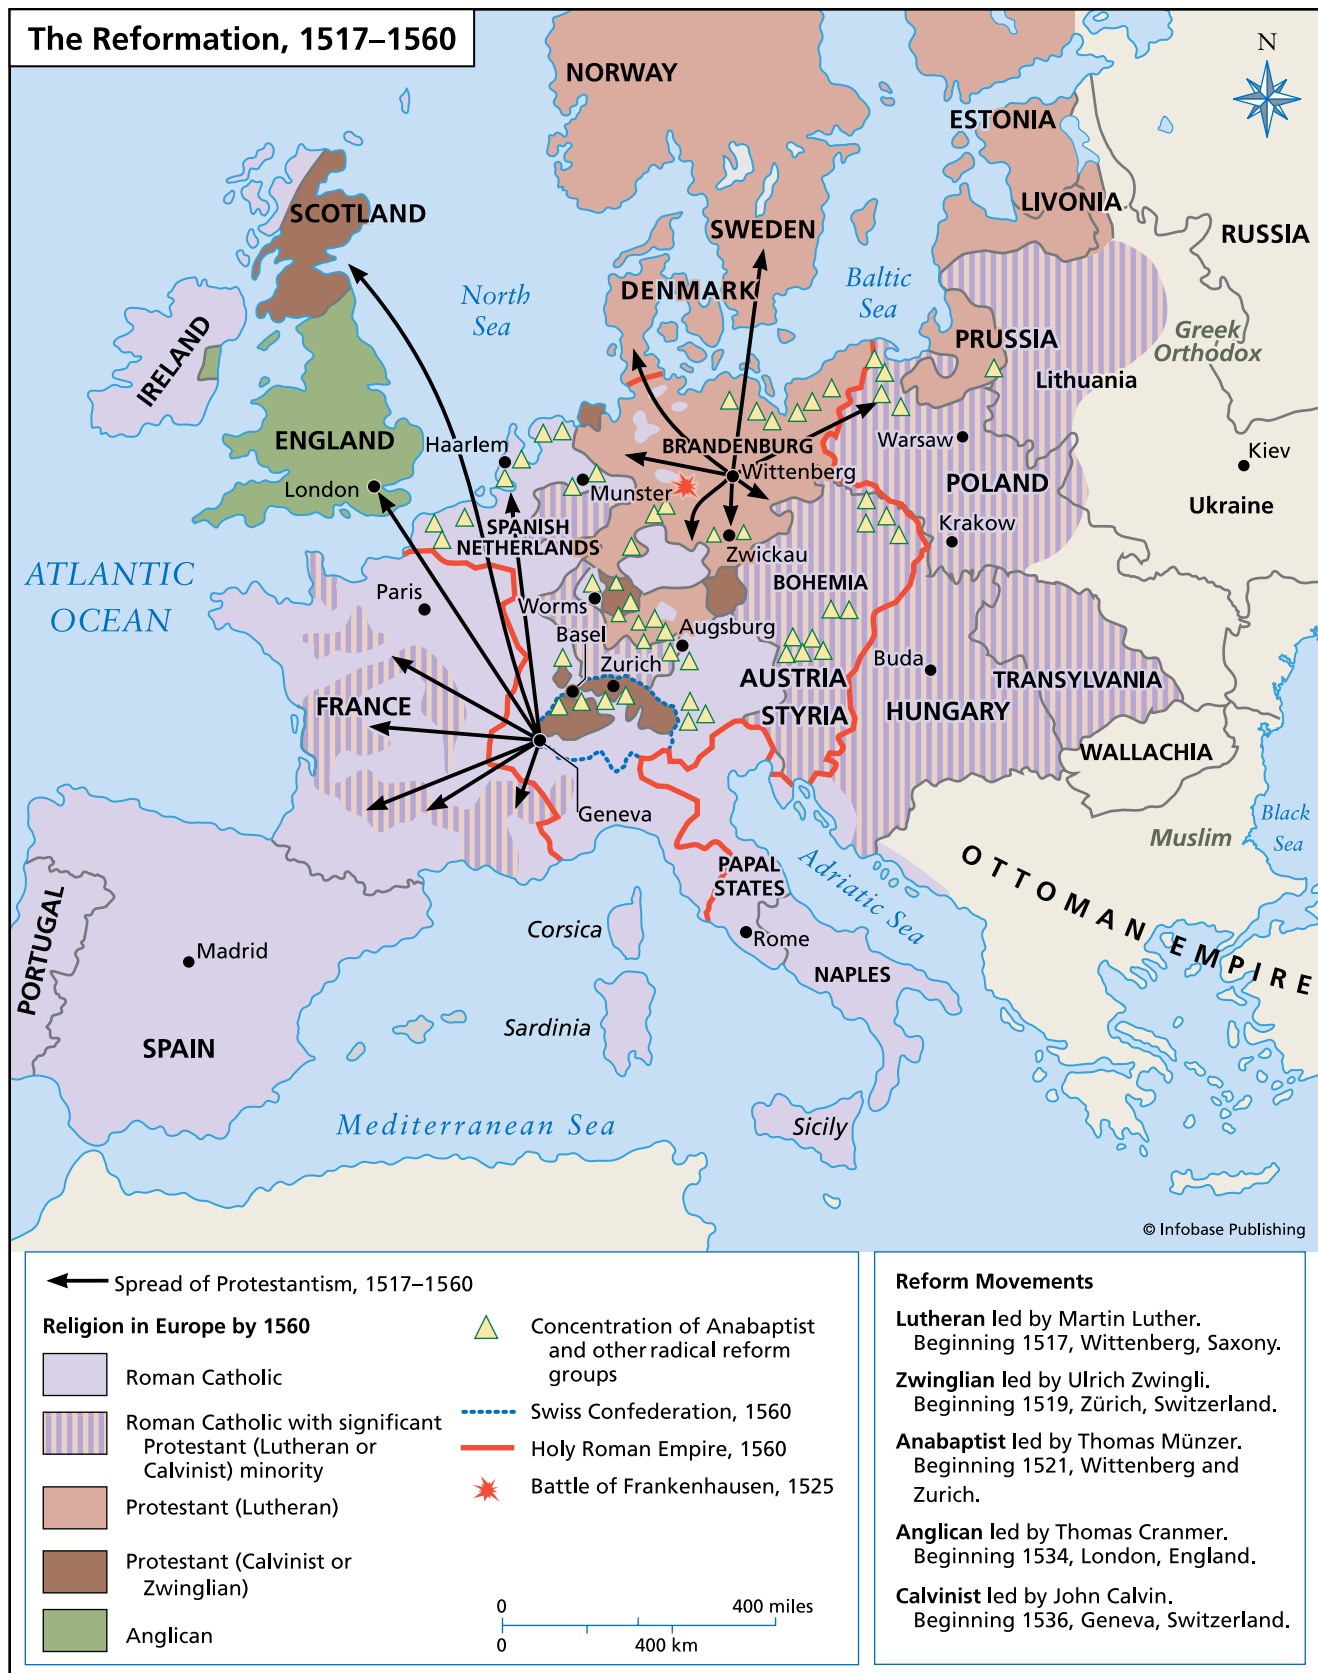 The Reformation, 1517–1560
N
NORWAY
ESTONIA
LIVONIA
RUSSIA
SCOTLAND
SWEDEN
North
Sea
DENMARK
Baltic
Sea
IRELAND
PRUSSIA
Greek
Orthodox
Lithuania
ENGLAND
Haarlem
BRANDENBURG
Warsaw
Kiev
London
Munster
Wittenberg
POLAND
Ukraine
SPANISH
NETHERLANDS
Zwickau
Krakow
ATLANTIC
OCEAN
Paris
Worms
BOHEMIA
Basel
Augsburg
Zurich
Buda
AUSTRIA
TRANSYLVANIA
FRANCE
STYRIA
HUNGARY
WALLACHIA
Geneva
Black
Sea
Muslim
PAPAL
STATES
Adriatic Sea
OTTOMAN EMPIRE
PORTUGAL
Madrid
Corsica
Rome
NAPLES
Sardinia
SPAIN
Mediterranean Sea
Sicily
© Infobase Publishing
Spread of Protestantism, 1517–1560
Religion in Europe by 1560
Roman Catholic
Roman Catholic with significant
Protestant (Lutheran or
Calvinist) minority
Protestant (Lutheran)
Protestant (Calvinist or
Zwinglian)
Anglican
Concentration of Anabaptist
and other radical reform
groups
Swiss Confederation, 1560
Holy Roman Empire, 1560
Battle of Frankenhausen, 1525
0 400 miles
0 400 km
Reform Movements
Lutheran led by Martin Luther.
Beginning 1517, Wittenberg, Saxony.
Zwinglian led by Ulrich Zwingli.
Beginning 1519, Zürich, Switzerland.
Anabaptist led by Thomas Münzer.
Beginning 1521, Wittenberg and
Zurich.
Anglican led by Thomas Cranmer.
Beginning 1534, London, England.
Calvinist led by John Calvin.
Beginning 1536, Geneva, Switzerland.